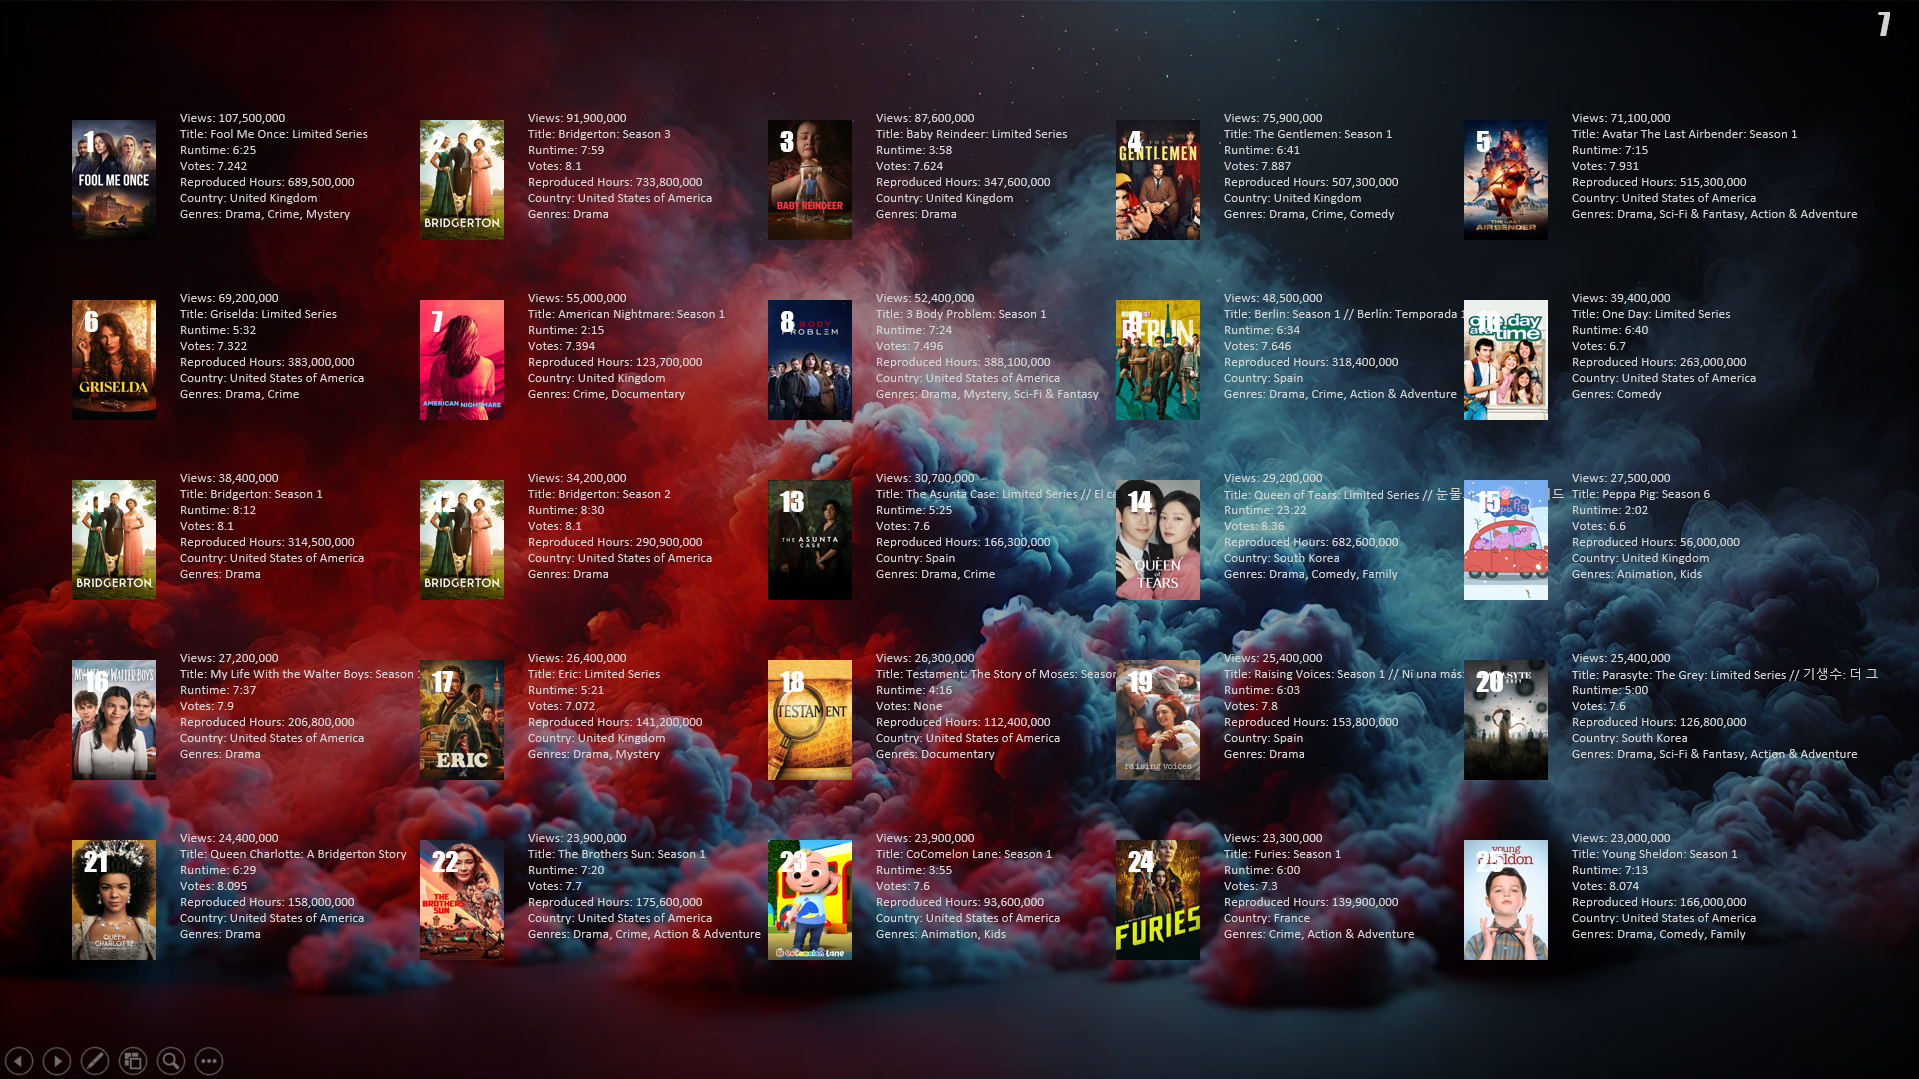 7
1
FOOL ME ONCE
Views: 107,500,000
Title: Fool Me Once: Limited Series
Runtime: 6:25
Votes: 7.242
Reproduced Hours: 689,500,000
Country: United Kingdom
Genres: Drama, Crime, Mystery
2
BRIDGERTON
Views: 91,900,000
Title: Bridgerton: Season 3
Runtime: 7:59
Votes: 8.1
Reproduced Hours: 733,800,000
Country: United States of America
Genres: Drama
3
BABY REINDEER
Views: 87,600,000
Title: Baby Reindeer: Limited Series
Runtime: 3:58
Votes: 7.624
Reproduced Hours: 347,600,000
Country: United Kingdom
Genres: Drama
4
THE
GENTLEMEN
Views: 75,900,000
Title: The Gentlemen: Season 1
Runtime: 6:41
Votes: 7.887
Reproduced Hours: 507,300,000
Country: United Kingdom
Genres: Drama, Crime, Comedy
5
THE LAST
AIRBENDER
Views: 71,100,000
Title: Avatar The Last Airbender: Season 1
Runtime: 7:15
Votes: 7.931
Reproduced Hours: 515,300,000
Country: United States of America
Genres: Drama, Sci-Fi & Fantasy, Action & Adventure
6
GRISELDA
Views: 69,200,000
Title: Griselda: Limited Series
Runtime: 5:32
Votes: 7.322
Reproduced Hours: 383,000,000
Country: United States of America
Genres: Drama, Crime
7
AMERICAN NIGHTMARE
Views: 55,000,000
Title: American Nightmare: Season 1
Runtime: 2:15
Votes: 7.394
Reproduced Hours: 123,700,000
Country: United Kingdom
Genres: Crime, Documentary
8
BODY
PROBLEM
Views: 52,400,000
Title: 3 Body Problem: Season 1
Runtime: 7:24
Votes: 7.496
Reproduced Hours: 388,100,000
Country: United States of America
Genres: Drama, Mystery, Sci-Fi & Fantasy
9
BERLIN
Views: 48,500,000
Title: Berlin: Season 1 // Berlín: Temporada 1
Runtime: 6:34
Votes: 7.646
Reproduced Hours: 318,400,000
Country: Spain
Genres: Drama, Crime, Action & Adventure
10
one day
at a time
Views: 39,400,000
Title: One Day: Limited Series
Runtime: 6:40
Votes: 6.7
Reproduced Hours: 263,000,000
Country: United States of America
Genres: Comedy
11
BRIDGERTON
Views: 38,400,000
Title: Bridgerton: Season 1
Runtime: 8:12
Votes: 8.1
Reproduced Hours: 314,500,000
Country: United States of America
Genres: Drama
12
BRIDGERTON
Views: 34,200,000
Title: Bridgerton: Season 2
Runtime: 8:30
Votes: 8.1
Reproduced Hours: 290,900,000
Country: United States of America
Genres: Drama
13
THE ASUNTA
CASE
Views: 30,700,000
Title: The Asunta Case: Limited Series // El ca
Runtime: 5:25
Votes: 7.6
Reproduced Hours: 166,300,000
Country: Spain
Genres: Drama, Crime
14
QUEEN
OF
TEARS
Views: 29,200,000
Title: Queen of Tears: Limited Series // 눈물
Runtime: 23:22
Votes: 8.36
Reproduced Hours: 682,600,000
Country: South Korea
Genres: Drama, Comedy, Family
15
Peppa Pig
Views: 27,500,000
Title: Peppa Pig: Season 6
Runtime: 2:02
Votes: 6.6
Reproduced Hours: 56,000,000
Country: United Kingdom
Genres: Animation, Kids
16
WALTER BOYS
Views: 27,200,000
Title: My Life With the Walter Boys: Season
Runtime: 7:37
Votes: 7.9
Reproduced Hours: 206,800,000
Country: United States of America
Genres: Drama
17
ERIC
Views: 26,400,000
Title: Eric: Limited Series
Runtime: 5:21
Votes: 7.072
Reproduced Hours: 141,200,000
Country: United Kingdom
Genres: Drama, Mystery
18
TESTAMENT
Views: 26,300,000
Title: Testament: The Story of Moses: Season
Runtime: 4:16
Votes: None
Reproduced Hours: 112,400,000
Country: United States of America
Genres: Documentary
19
raising voices
Views: 25,400,000
Title: Raising Voices: Season 1 // Ni una más:
Runtime: 6:03
Votes: 7.8
Reproduced Hours: 153,800,000
Country: Spain
Genres: Drama
20
Views: 25,400,000
Title: Parasyte: The Grey: Limited Series // 기생수: 더 그
Runtime: 5:00
Votes: 7.6
Reproduced Hours: 126,800,000
Country: South Korea
Genres: Drama, Sci-Fi & Fantasy, Action & Adventure
21
QUEEN
CHARLOTTE
Views: 24,400,000
Title: Queen Charlotte: A Bridgerton Story
Runtime: 6:29
Votes: 8.095
Reproduced Hours: 158,000,000
Country: United States of America
Genres: Drama
22
THE
BROTHERS
SUN
Views: 23,900,000
Title: The Brothers Sun: Season 1
Runtime: 7:20
Votes: 7.7
Reproduced Hours: 175,600,000
Country: United States of America
Genres: Drama, Crime, Action & Adventure
23
CoComelon Lane
Views: 23,900,000
Title: CoComelon Lane: Season 1
Runtime: 3:55
Votes: 7.6
Reproduced Hours: 93,600,000
Country: United States of America
Genres: Animation, Kids
24
FURIES
Views: 23,300,000
Title: Furies: Season 1
Runtime: 6:00
Votes: 7.3
Reproduced Hours: 139,900,000
Country: France
Genres: Crime, Action & Adventure
25
young
sheldon
Views: 23,000,000
Title: Young Sheldon: Season 1
Runtime: 7:13
Votes: 8.074
Reproduced Hours: 166,000,000
Country: United States of America
Genres: Drama, Comedy, Family